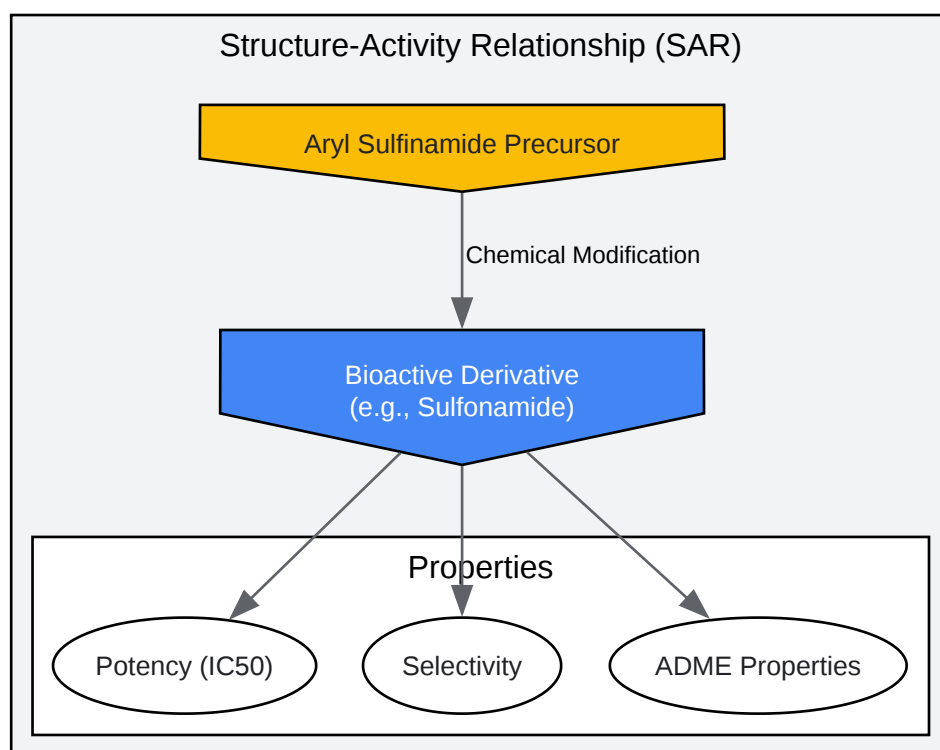 Structure-Activity Relationship (SAR)
Aryl Sulfinamide Precursor
Chemical Modification
Bioactive Derivative
(e.g., Sulfonamide)
Properties
Potency (IC50)
Selectivity
ADME Properties